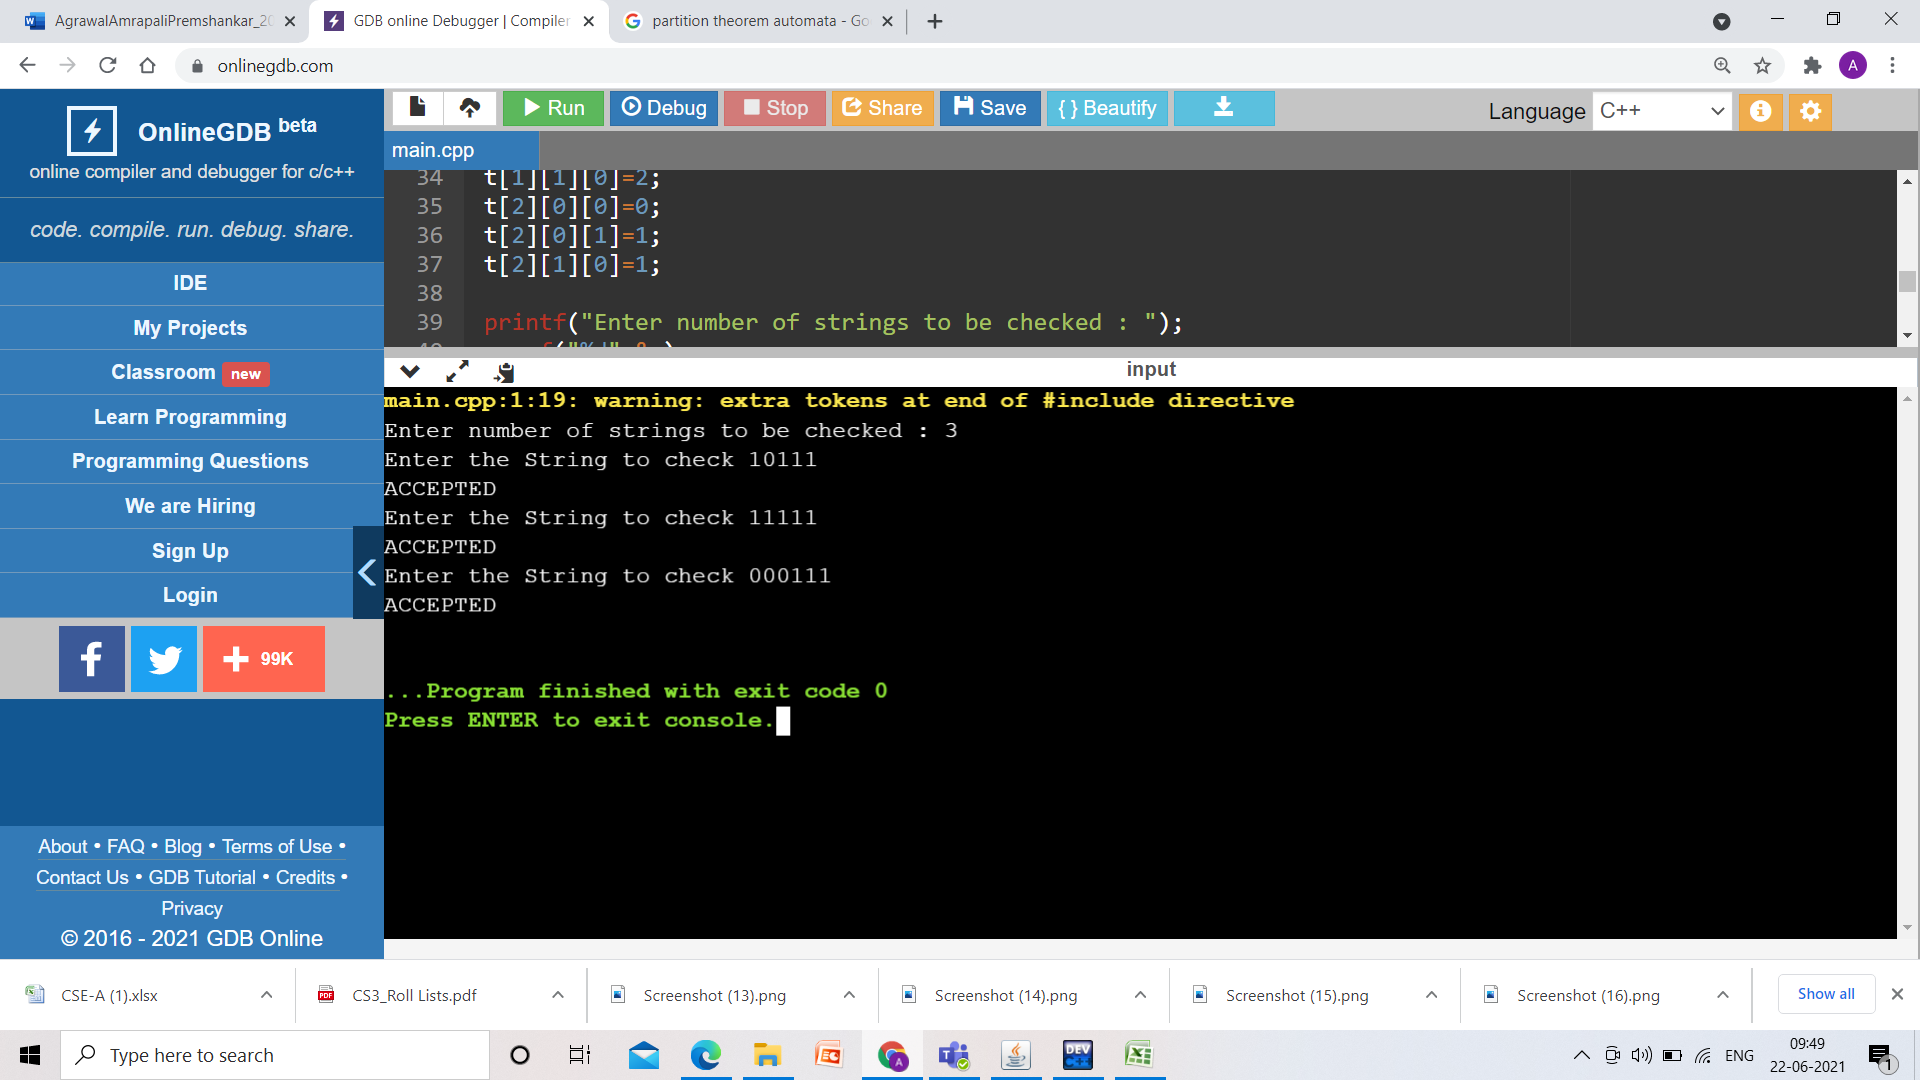 AgrawalAmrapaliPremshankar_20
GDB online Debugger | Compiler
partition theorem automata - Goo
onlinegdb.com
A
OnlineGDB beta
online compiler and debugger for c/c++
code. compile. run. debug. share.
IDE
My Projects
Classroom new
Learn Programming
Programming Questions
We are Hiring
Sign Up
Login
99K
About • FAQ • Blog • Terms of Use •
Contact Us • GDB Tutorial • Credits •
Privacy
© 2016 - 2021 GDB Online
Run Debug Stop Share Save { } Beautify
Language C++
main.cpp
34 t[1][1][0]=2;
35 t[2][0][0]=0;
36 t[2][0][1]=1;
37 t[2][1][0]=1;
38
39 printf("Enter number of strings to be checked : ");
input
main.cpp:1:19: warning: extra tokens at end of #include directive
Enter number of strings to be checked : 3
Enter the String to check 10111
ACCEPTED
Enter the String to check 11111
ACCEPTED
Enter the String to check 000111
ACCEPTED
...Program finished with exit code 0
Press ENTER to exit console.
CSE-A (1).xlsx
CS3_Roll Lists.pdf
Screenshot (13).png
Screenshot (14).png
Screenshot (15).png
Screenshot (16).png
Show all
Type here to search
ENG
09:49
22-06-2021
1